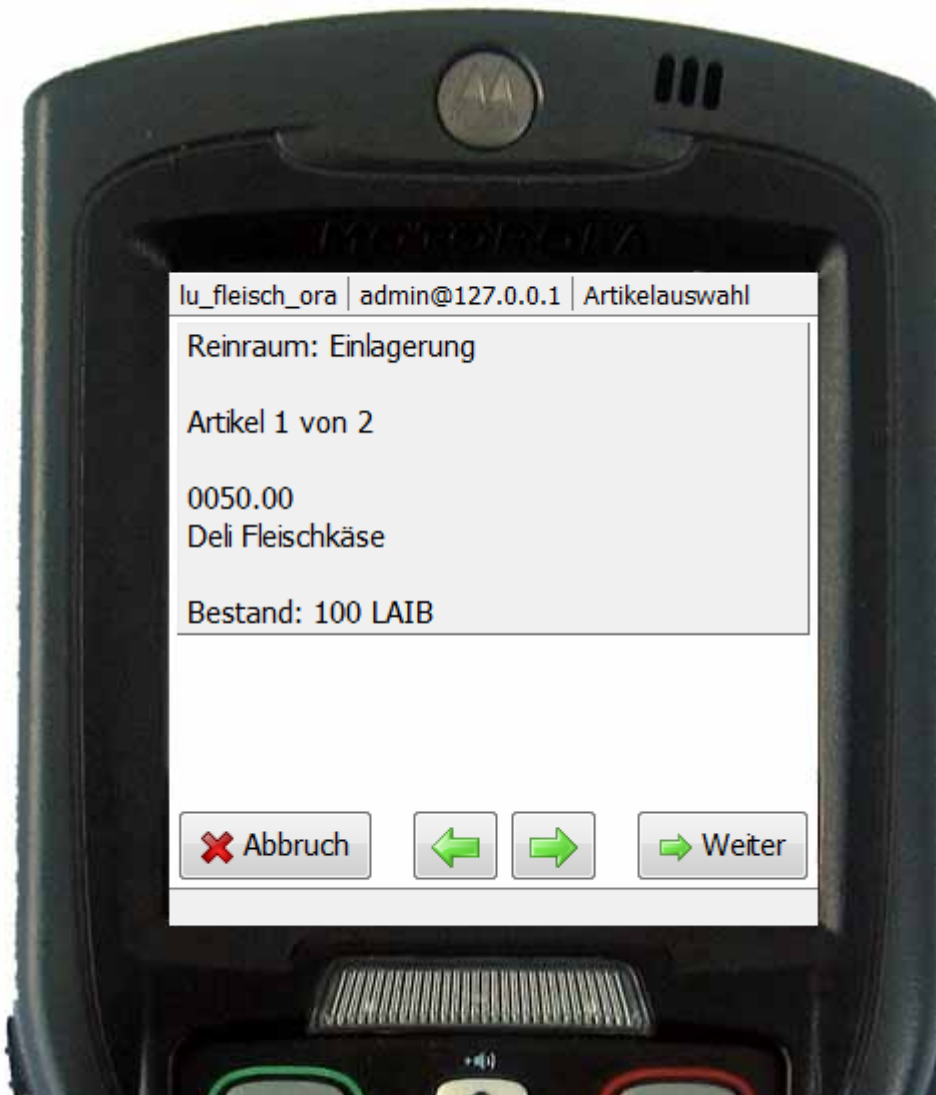 MOTOROLA
lu_fleisch_ora admin@127.0.0.1 Artikelauswahl
Reinraum: Einlagerung
Artikel 1 von 2
0050.00
Deli Fleischkäse
Bestand: 100 LAIB
Abbruch Weiter